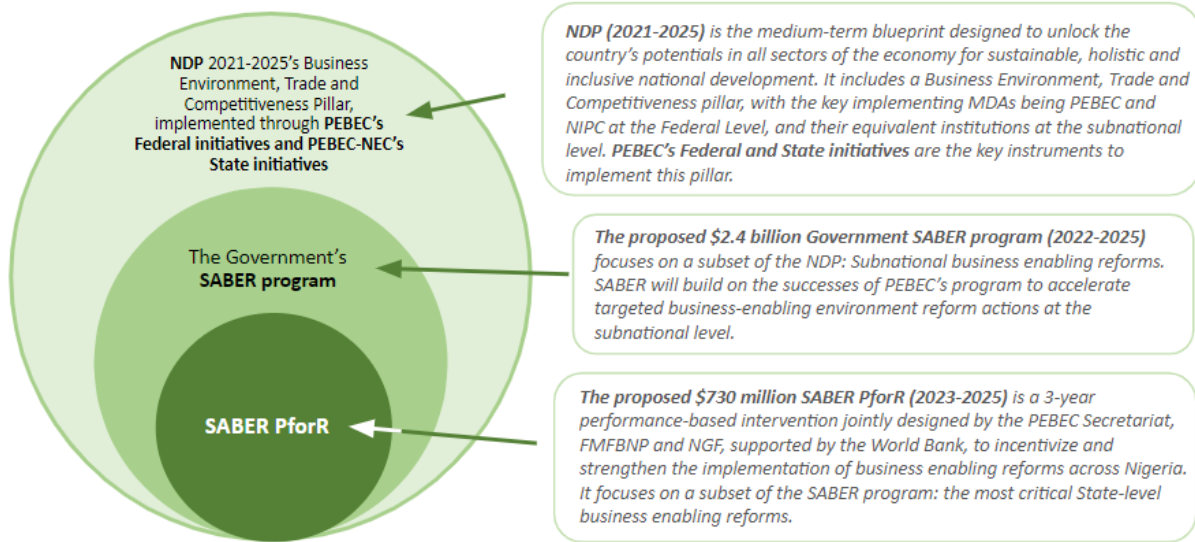 NDP 2021-2025's Business
Environment, Trade and
Competitiveness Pillar,
implemented through PEBEC's
Federal initiatives and PEBEC-NEC's
State initiatives
The Government's
SABER program
SABER PforR
NDP (2021-2025) is the medium-term blueprint designed to unlock the
country's potentials in all sectors of the economy for sustainable, holistic and
inclusive national development. It includes a Business Environment, Trade and
Competitiveness pillar, with the key implementing MDAs being PEBEC and
NIPC at the Federal Level, and their equivalent institutions at the subnational
level. PEBEC's Federal and State initiatives are the key instruments to
implement this pillar.
The proposed $2.4 billion Government SABER program (2022-2025)
focuses on a subset of the NDP: Subnational business enabling reforms.
SABER will build on the successes of PEBEC's program to accelerate
targeted business-enabling environment reform actions at the
subnational level.
The proposed $730 million SABER PforR (2023-2025) is a 3-year
performance-based intervention jointly designed by the PEBEC Secretariat,
FMFBNP and NGF, supported by the World Bank, to incentivize and
strengthen the implementation of business enabling reforms across Nigeria.
It focuses on a subset of the SABER program: the most critical State-level
business enabling reforms.